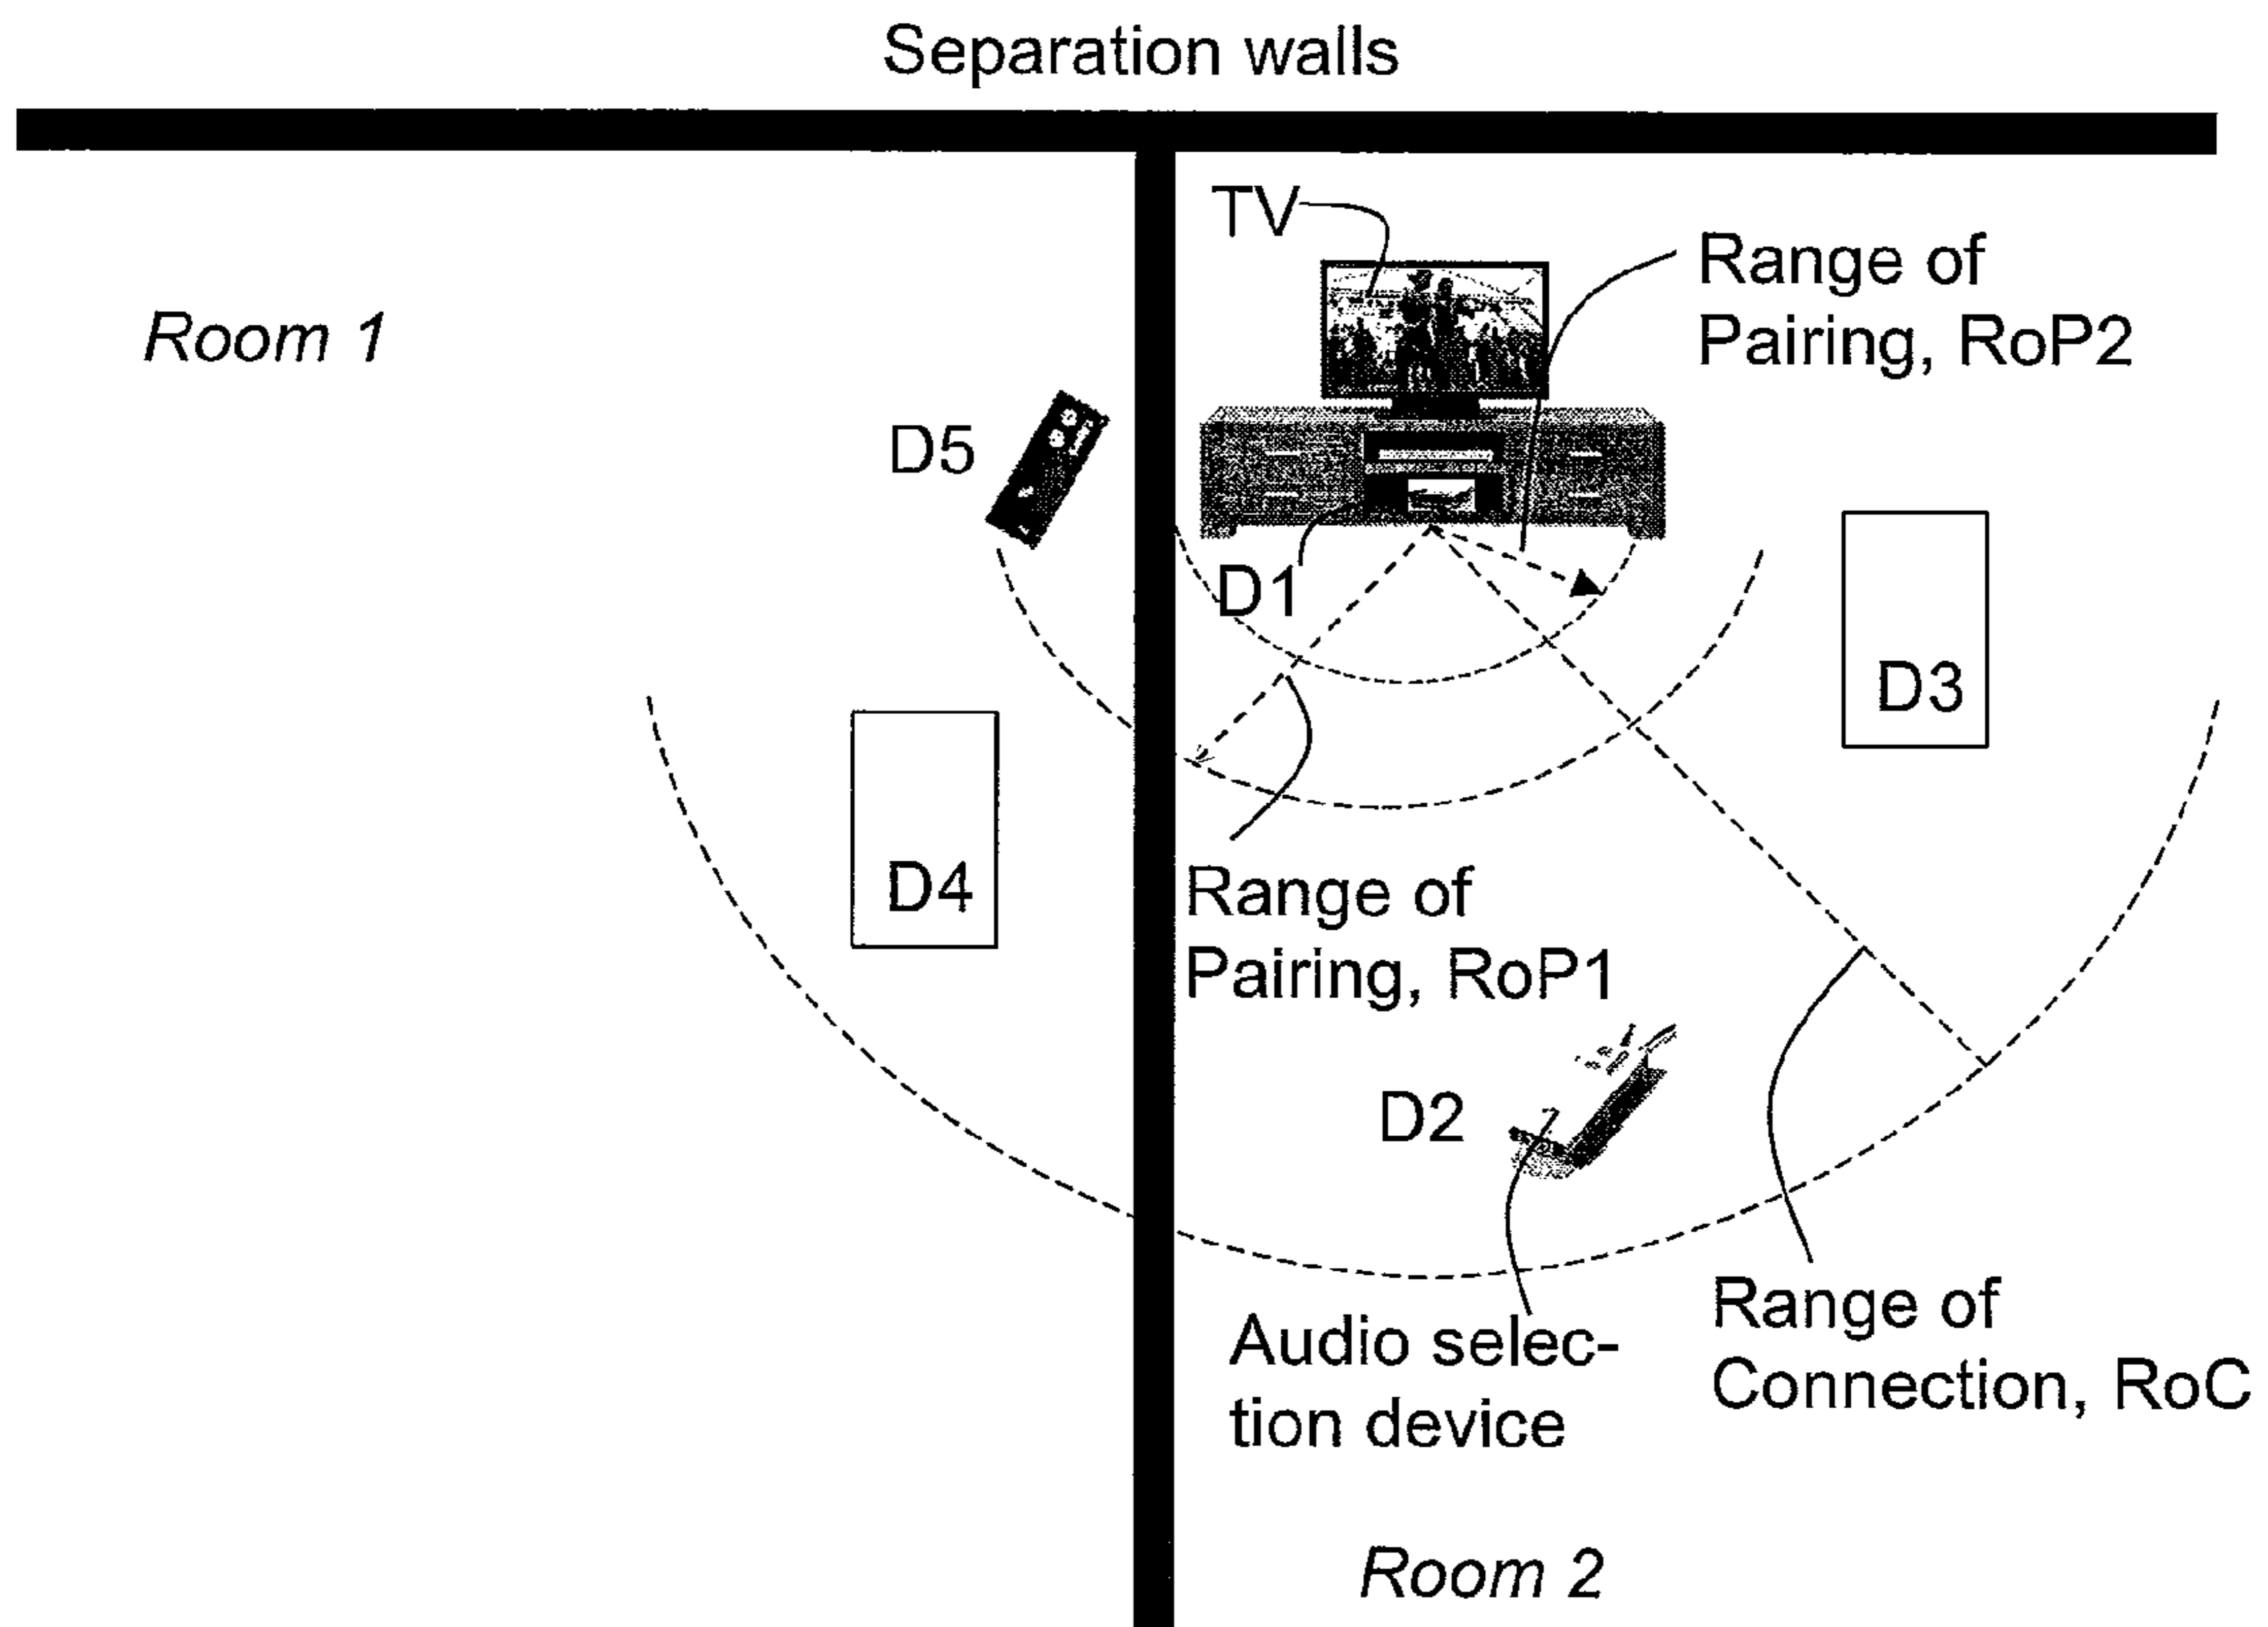 Separation walls
TV
Range of
Pairing, RoP2
Room 1
D5
D1
D3
D4
Range of
Pairing, RoP1
D2
Range of
Connection, RoC
Audio selec-
tion device
Room 2